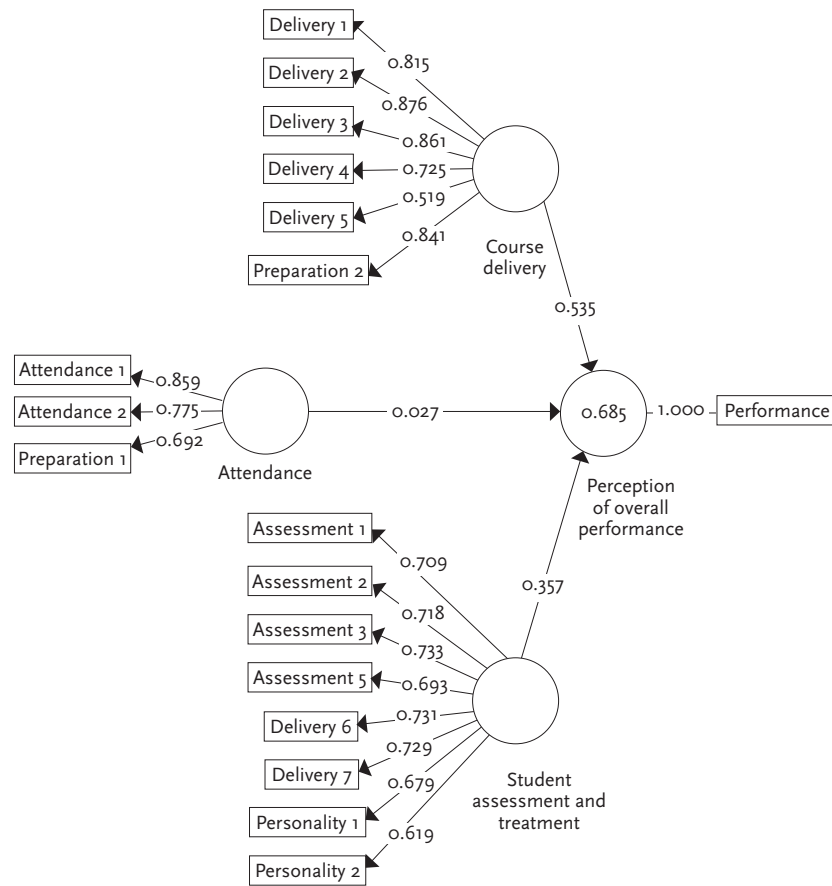 Delivery 1
0.815
Delivery 2
0.876
Delivery 3
0.861
Delivery 4
0.725
Delivery 5
0.519
0.841
Preparation 2
Course
delivery
0.535
Attendance 1
0.859
Attendance 2
0.775
Preparation 1
0.692
Attendance
0.027
0.685
1.000
Performance
Perception
of overall
performance
Assessment 1
0.709
Assessment 2
0.718
Assessment 3
0.733
Assessment 5
0.693
Delivery 6
0.731
Delivery 7
0.729
Personality 1
0.679
Personality 2
0.619
0.357
Student
assessment and
treatment